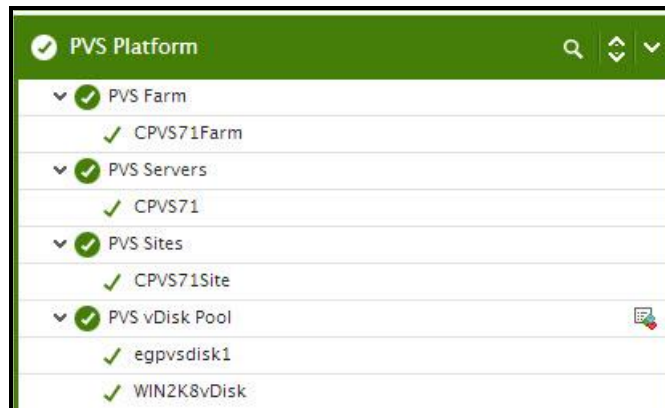 PVS Platform
PVS Farm
CPVS71Farm
PVS Servers
CPVS71
PVS Sites
CPVS71Site
PVS vDisk Pool
egpvsdisk1
WIN2K8vDisk